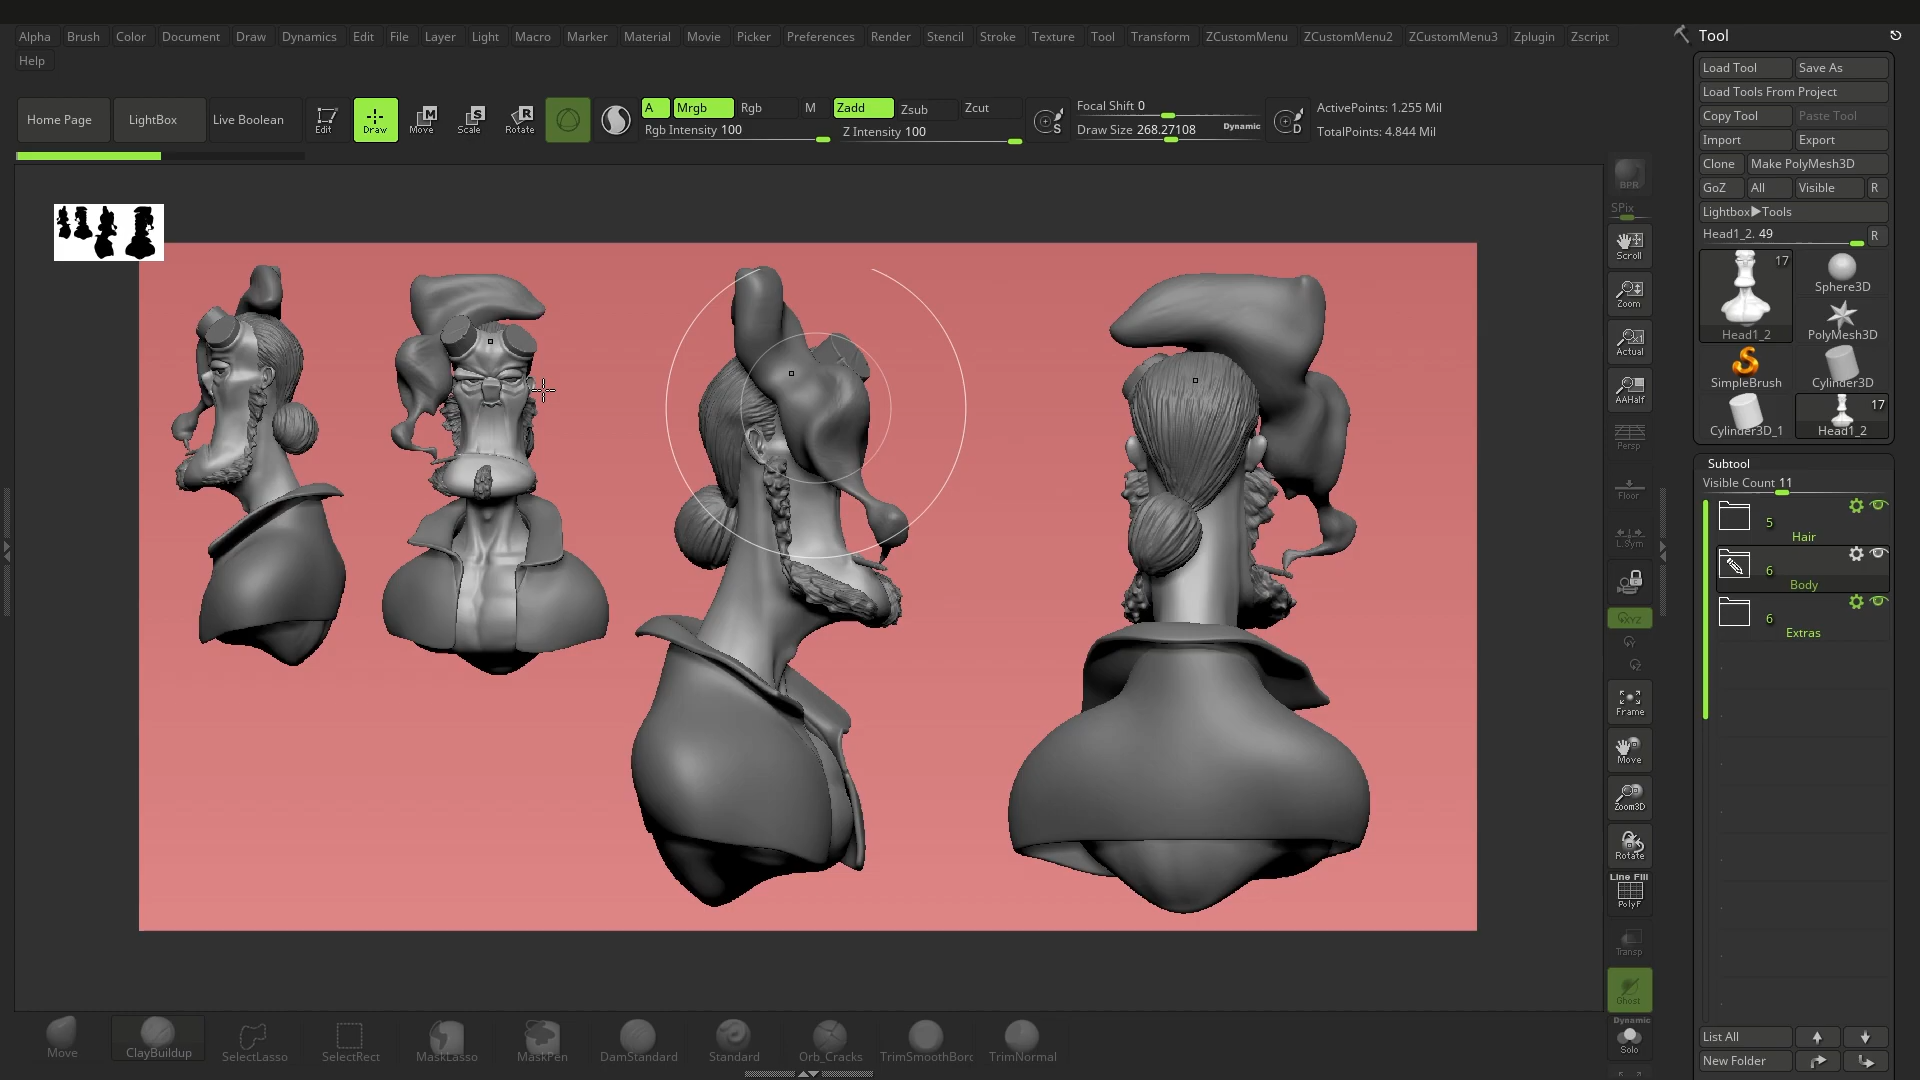 Alpha Brush Color Document Draw Dynamics Edit File Layer Light Macro Marker Material Movie Picker Preferences Render Stencil Stroke Texture Tool Transform ZCustomMenu ZCustomMenu2 ZCustomMenu3 Zplugin Zscript
Help
Home Page LightBox Live Boolean Edit Draw Move Scale Rotate
A Mrgb Rgb M Zadd Zsub Zcut
Rgb Intensity 100 Z Intensity 100
Focal Shift 0
Draw Size 268.27108 Dynamic
ActivePoints: 1.255 Mil
TotalPoints: 4.844 Mil
BPR
SPix
Scroll
Zoom
Actual
AAHalf
Persp
Floor
L.Sym
XYZ
Frame
Move
Zoom3D
Rotate
Line Fill
PolyF
Transp
Ghost
Dynamic
Solo
Tool
Load Tool Save As
Load Tools From Project
Copy Tool Paste Tool
Import Export
Clone Make PolyMesh3D
GoZ All Visible R
Lightbox▶Tools
Head1_2. 49 R
17
Head1_2
Sphere3D
PolyMesh3D
SimpleBrush Cylinder3D
17
Cylinder3D_1 Head1_2
Subtool
Visible Count 11
5
Hair
6
Body
6
Extras
List All
New Folder
Move ClayBuildup SelectLasso SelectRect MaskLasso MaskPen DamStandard Standard Orb_Cracks TrimSmoothBorc TrimNormal